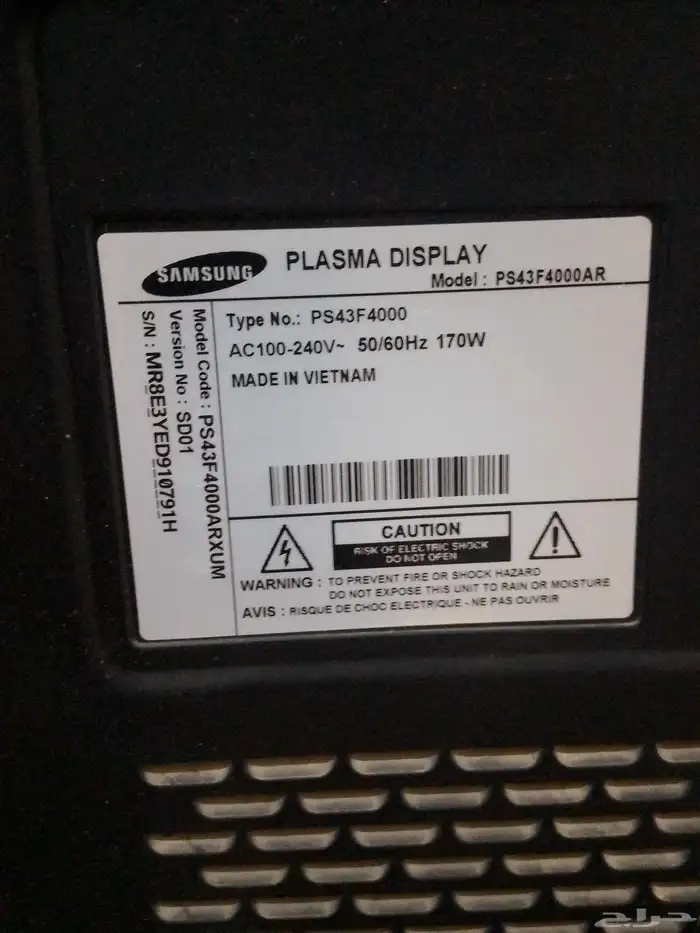 SAMSUNG
PLASMA DISPLAY
Model : PS43F4000AR
Type No.: PS43F4000
AC100-240V~ 50/60Hz 170W
MADE IN VIETNAM
Model Code : PS43F4000ARXUM
Version No : SD01
S/N : MR8E3YED910791H
CAUTION
RISK OF ELECTRIC SHOCK
DO NOT OPEN
WARNING : TO PREVENT FIRE OR SHOCK HAZARD
DO NOT EXPOSE THIS UNIT TO RAIN OR MOISTURE
AVIS : RISQUE DE CHOC ELECTRIQUE - NE PAS OUVRIR
حراج